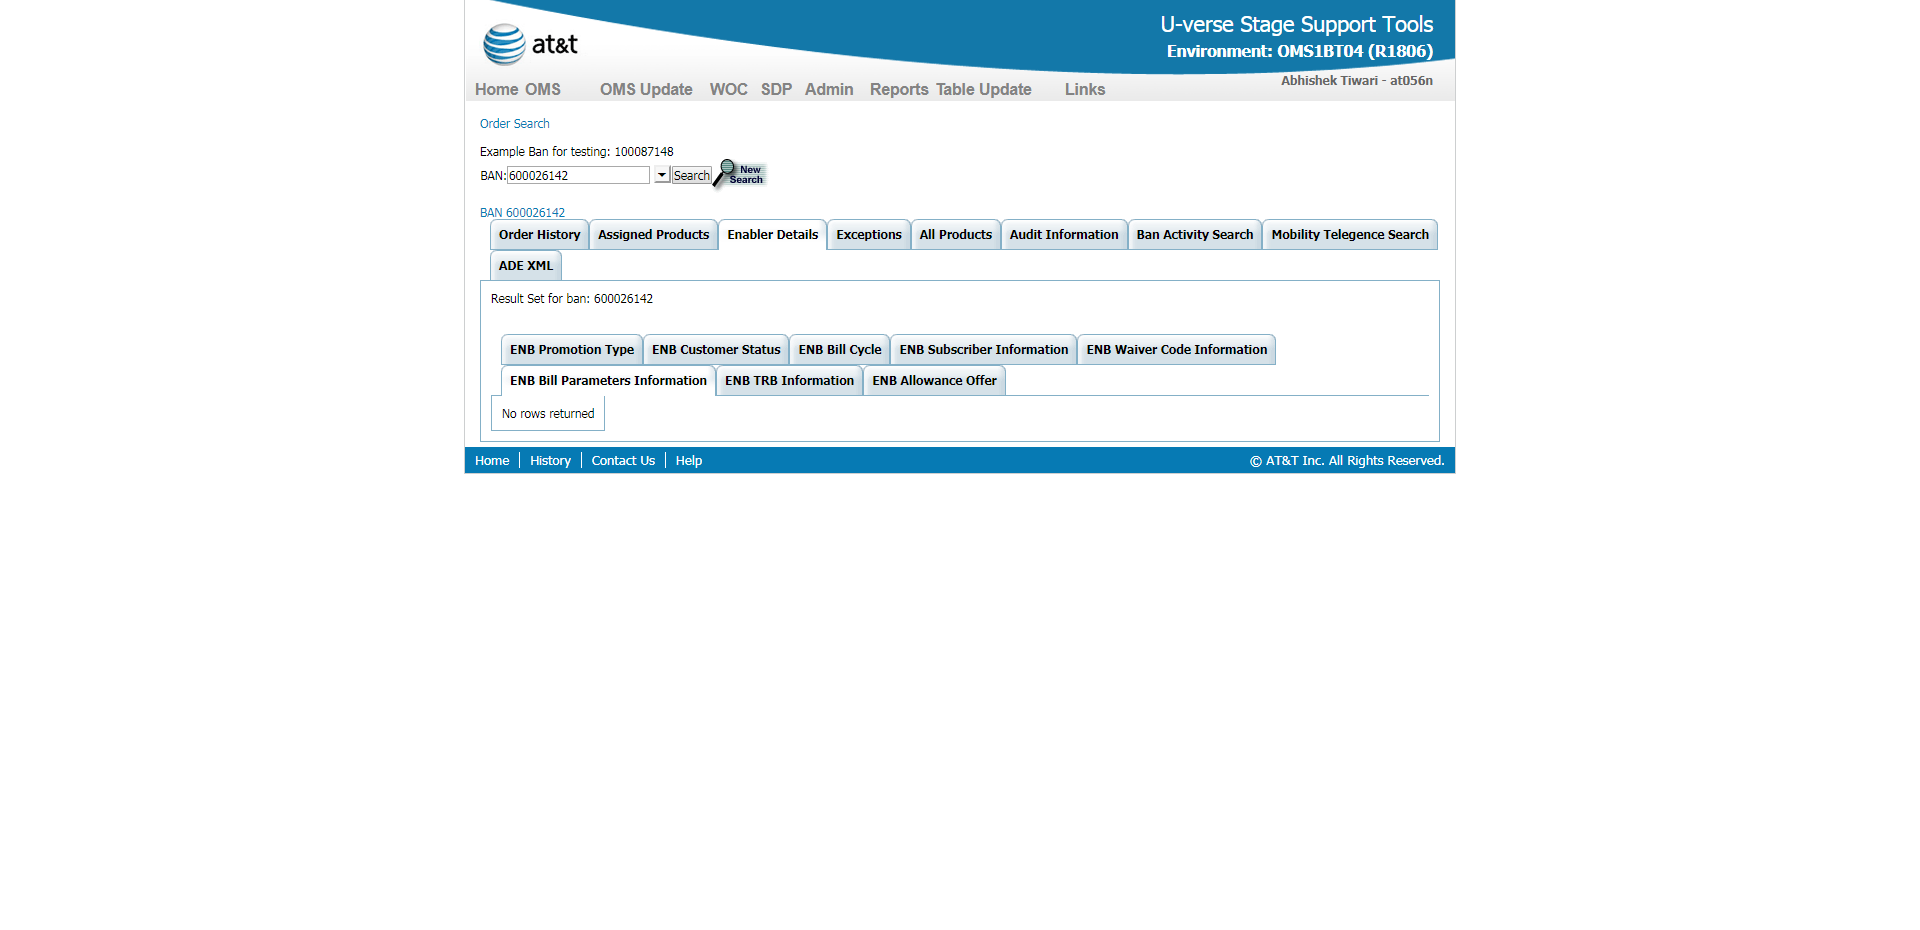 U-verse Stage Support Tools
at&t
Environment: OMS1BT04 (R1806)
Abhishek Tiwari - at056n
Home OMS OMS Update WOC SDP Admin Reports Table Update Links
Order Search
Example Ban for testing: 100087148
BAN: 600026142 Search New Search
BAN 600026142
Order History Assigned Products Enabler Details Exceptions All Products Audit Information Ban Activity Search Mobility Telegence Search
ADE XML
Result Set for ban: 600026142
ENB Promotion Type ENB Customer Status ENB Bill Cycle ENB Subscriber Information ENB Waiver Code Information
ENB Bill Parameters Information ENB TRB Information ENB Allowance Offer
No rows returned
Home History Contact Us Help © AT&T Inc. All Rights Reserved.